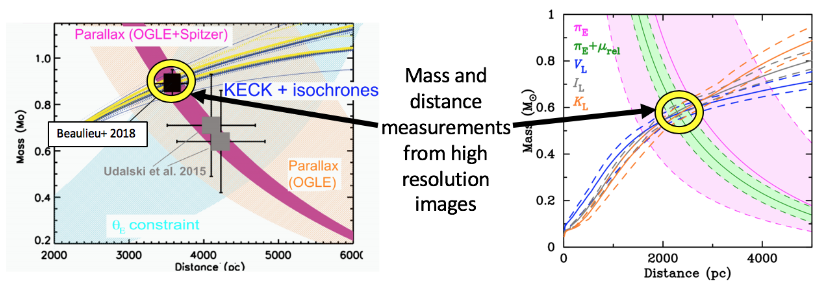 Parallax (OGLE+Spitzer)
KECK + isochrones
Beaulieu+ 2018
Udalski et al. 2015
Parallax
(OGLE)
θE constraint
Mass (Mo)
1.0
0.8
0.6
0.4
0.2
2000 3000 4000 5000 6000
Distance (pc)
Mass and
distance
measurements
from high
resolution
images
πE
πE+μrel
VL
IL
KL
Mass (M⊙)
1
0.8
0.6
0.4
0.2
0
0 2000 4000
Distance (pc)